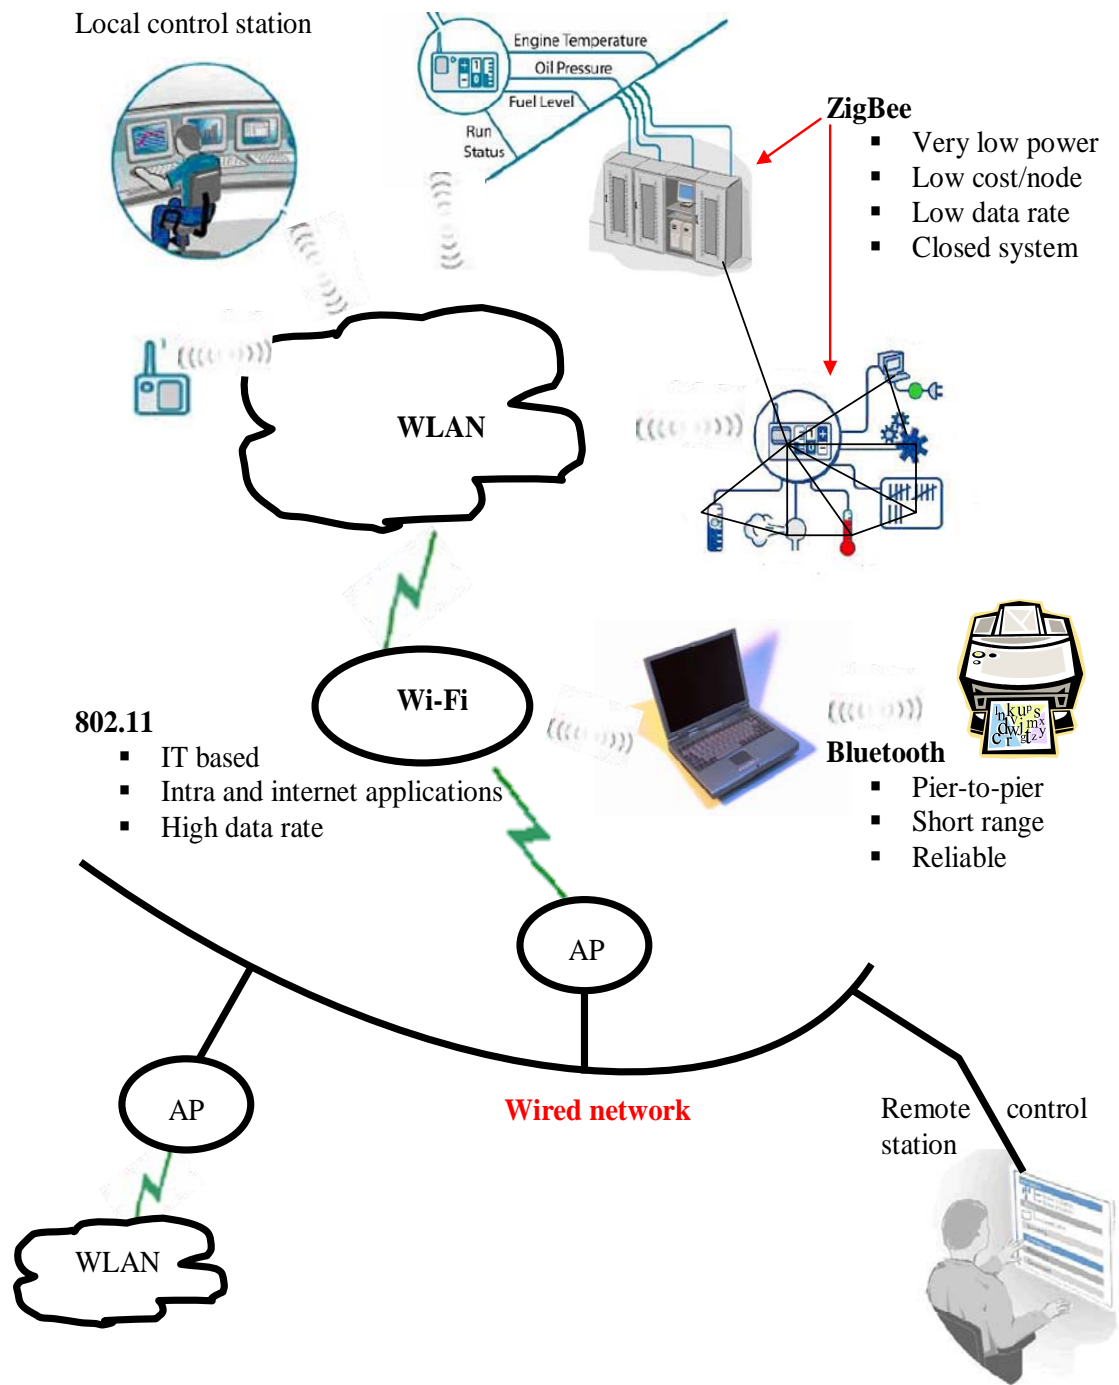 Local control station
Engine Temperature
Oil Pressure
Fuel Level
Run
Status
ZigBee
▪ Very low power
▪ Low cost/node
▪ Low data rate
▪ Closed system
WLAN
Wi-Fi
802.11
▪ IT based
▪ Intra and internet applications
▪ High data rate
Bluetooth
▪ Pier-to-pier
▪ Short range
▪ Reliable
AP
AP
Wired network
Remote control
station
WLAN